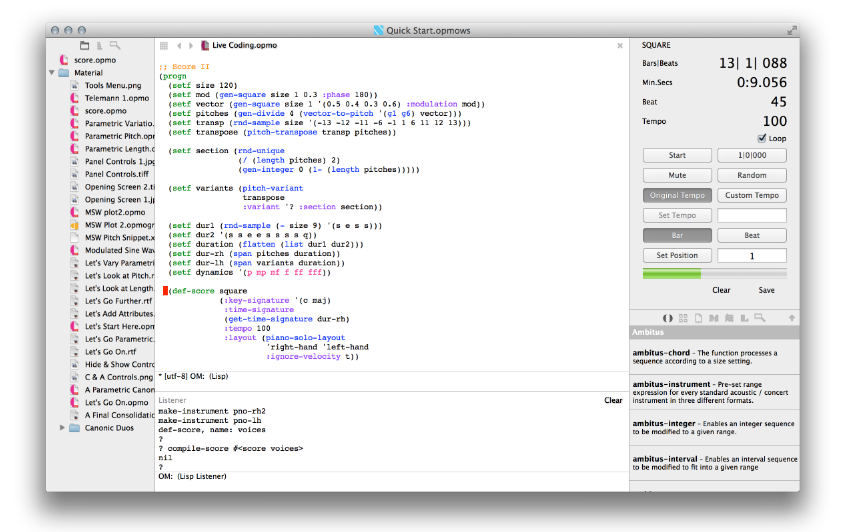 Quick Start.opmows
score.opmo
Material
Tools Menu.png
Telemann 1.opmo
score.opmo
Parametric Variatio.
Parametric Pitch.opm
Parametric Length.o
Panel Controls 1.jpg
Panel Controls.tiff
Opening Screen 2.ti
Opening Screen 1.jp
MSW plot2.opmo
MSW Plot 2.opmogr
MSW Pitch Snippet.x
Modulated Sine Wav
Let's Vary Parametri
Let's Look at Pitch.r
Let's Look at Length.
Let's Go Further.rtf
Let's Add Attributes.
Let's Start Here.opm
Let's Go Parametric.
Let's Go On.rtf
Hide & Show Contro
C & A Controls.png
A Parametric Canon
Let's Go On.opmo
A Final Consolidatic
Canonic Duos
Live Coding.opmo
;; Score II
(progn
(setf size 120)
(setf mod (gen-square size 1 0.3 :phase 180))
(setf vector (gen-square size 1 '(0.5 0.4 0.3 0.6) :modulation mod))
(setf pitches (gen-divide 4 (vector-to-pitch '(g1 g6) vector)))
(setf transp (rnd-sample size '(-13 -12 -11 -6 -1 1 6 11 12 13)))
(setf transpose (pitch-transpose transp pitches))
(setf section (rnd-unique
(/ (length pitches) 2)
(gen-integer 0 (1- (length pitches)))))
(setf variants (pitch-variant
transpose
:variant '? :section section))
(setf dur1 (rnd-sample (- size 9) '(s e s s)))
(setf dur2 '(s s e e s s s s q))
(setf duration (flatten (list dur1 dur2)))
(setf dur-rh (span pitches duration))
(setf dur-lh (span variants duration))
(setf dynamics '(p mp mf f ff fff))
(def-score square
(:key-signature '(c maj)
:time-signature
(get-time-signature dur-rh)
:tempo 100
:layout (piano-solo-layout
'right-hand 'left-hand
:ignore-velocity t))
* [utf-8] OM: (Lisp)
Listener
Clear
make-instrument pno-rh2
make-instrument pno-lh
def-score, name: voices
?
? compile-score #<score voices>
nil
?
OM: (Lisp Listener)
SQUARE
Bars|Beats 13| 1| 088
Min.Secs 0:9.056
Beat 45
Tempo 100
Loop
Start 1|0|000
Mute Random
Original Tempo Custom Tempo
Set Tempo
Bar Beat
Set Position 1
Clear Save
Ambitus
ambitus-chord - The function processes a
sequence according to a size setting.
ambitus-instrument - Pre-set range
expression for every standard acoustic / concert
instrument in three different formats.
ambitus-integer - Enables an integer sequence
to be modified to a given range.
ambitus-interval - Enables an interval sequence
to be modified to fit into a given range